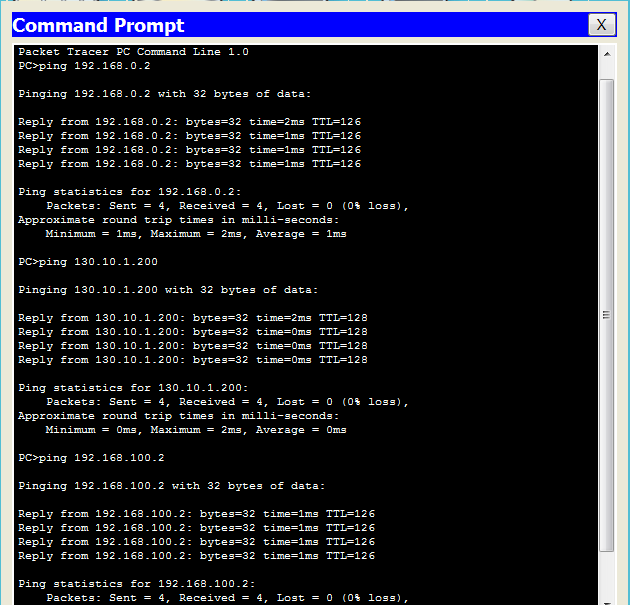 Command Prompt
X
Packet Tracer PC Command Line 1.0
PC>ping 192.168.0.2
Pinging 192.168.0.2 with 32 bytes of data:
Reply from 192.168.0.2: bytes=32 time=2ms TTL=126
Reply from 192.168.0.2: bytes=32 time=1ms TTL=126
Reply from 192.168.0.2: bytes=32 time=1ms TTL=126
Reply from 192.168.0.2: bytes=32 time=1ms TTL=126
Ping statistics for 192.168.0.2:
Packets: Sent = 4, Received = 4, Lost = 0 (0% loss),
Approximate round trip times in milli-seconds:
Minimum = 1ms, Maximum = 2ms, Average = 1ms
PC>ping 130.10.1.200
Pinging 130.10.1.200 with 32 bytes of data:
Reply from 130.10.1.200: bytes=32 time=2ms TTL=128
Reply from 130.10.1.200: bytes=32 time=0ms TTL=128
Reply from 130.10.1.200: bytes=32 time=0ms TTL=128
Reply from 130.10.1.200: bytes=32 time=0ms TTL=128
Ping statistics for 130.10.1.200:
Packets: Sent = 4, Received = 4, Lost = 0 (0% loss),
Approximate round trip times in milli-seconds:
Minimum = 0ms, Maximum = 2ms, Average = 0ms
PC>ping 192.168.100.2
Pinging 192.168.100.2 with 32 bytes of data:
Reply from 192.168.100.2: bytes=32 time=1ms TTL=126
Reply from 192.168.100.2: bytes=32 time=1ms TTL=126
Reply from 192.168.100.2: bytes=32 time=1ms TTL=126
Reply from 192.168.100.2: bytes=32 time=1ms TTL=126
Ping statistics for 192.168.100.2:
Packets: Sent = 4, Received = 4, Lost = 0 (0% loss),